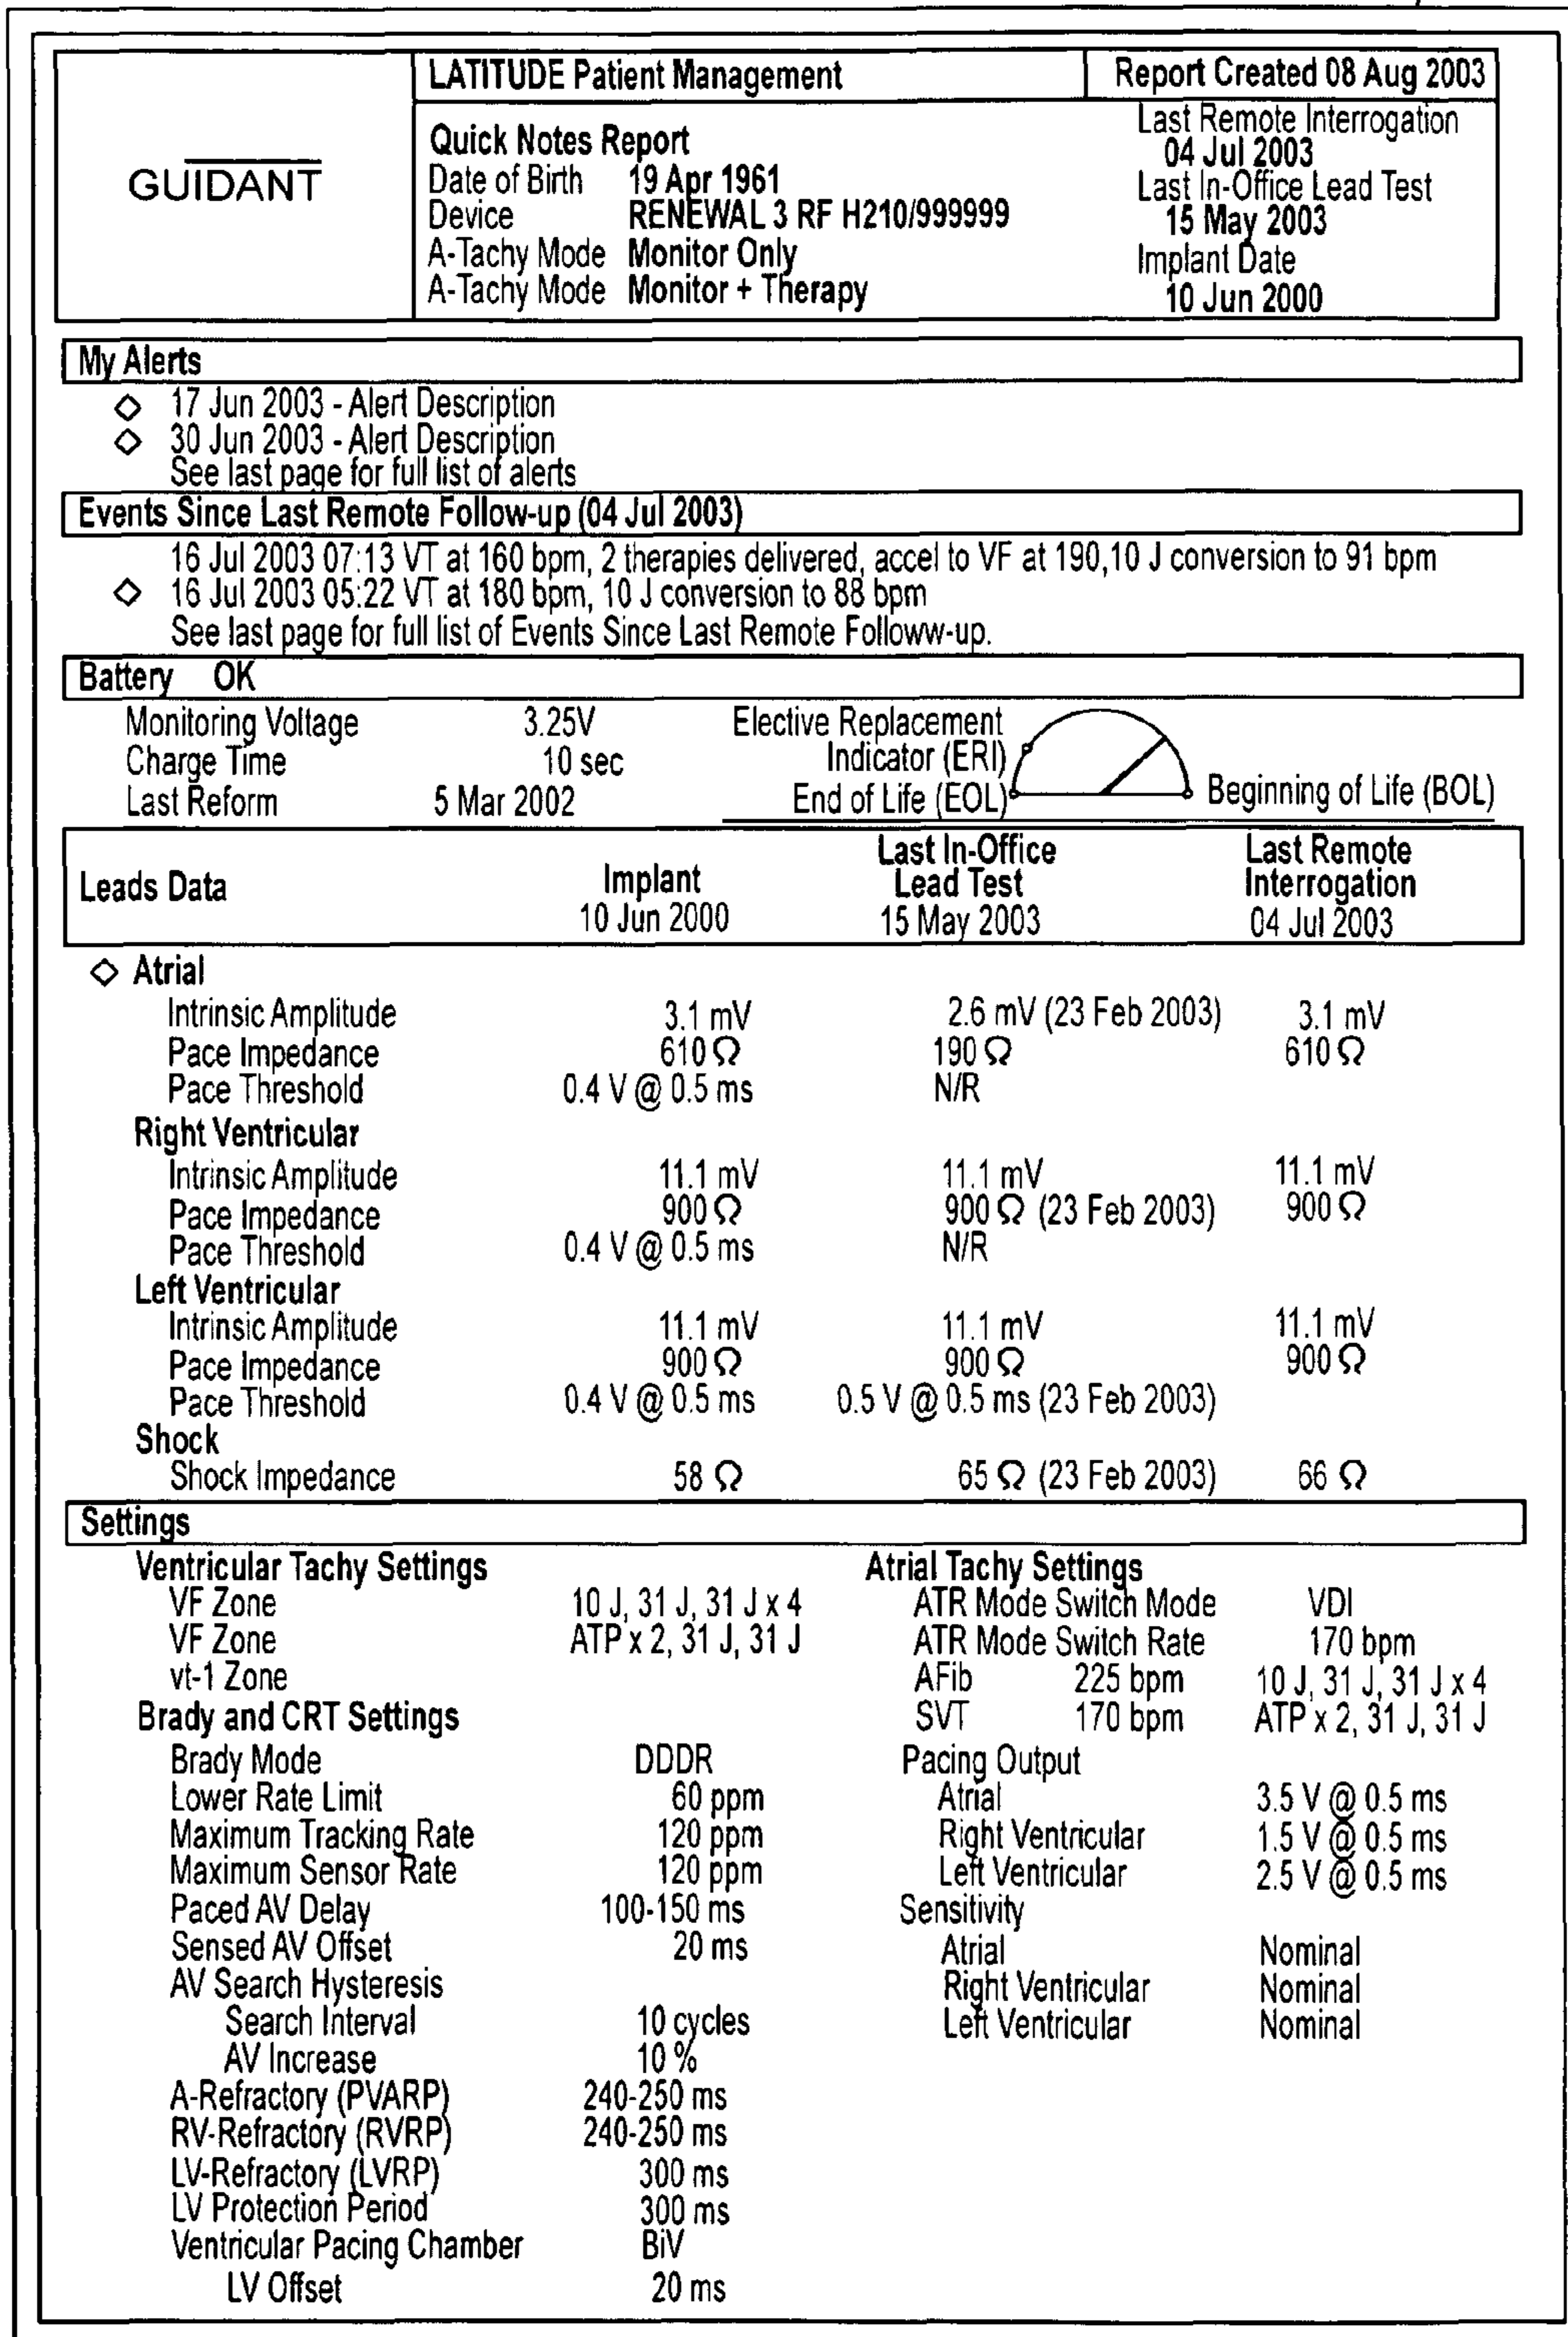 GUIDANT
LATITUDE Patient Management
Report Created 08 Aug 2003
Quick Notes Report
Date of Birth 19 Apr 1961
Device RENEWAL 3 RF H210/999999
A-Tachy Mode Monitor Only
A-Tachy Mode Monitor + Therapy
Last Remote Interrogation
04 Jul 2003
Last In-Office Lead Test
15 May 2003
Implant Date
10 Jun 2000
My Alerts
◇ 17 Jun 2003 - Alert Description
◇ 30 Jun 2003 - Alert Description
See last page for full list of alerts
Events Since Last Remote Follow-up (04 Jul 2003)
16 Jul 2003 07:13 VT at 160 bpm, 2 therapies delivered, accel to VF at 190,10 J conversion to 91 bpm
◇ 16 Jul 2003 05:22 VT at 180 bpm, 10 J conversion to 88 bpm
See last page for full list of Events Since Last Remote Followw-up.
Battery OK
Monitoring Voltage 3.25V
Charge Time 10 sec
Last Reform 5 Mar 2002
Elective Replacement
Indicator (ERI)
End of Life (EOL)
Beginning of Life (BOL)
Leads Data
Implant
10 Jun 2000
Last In-Office
Lead Test
15 May 2003
Last Remote
Interrogation
04 Jul 2003
◇ Atrial
Intrinsic Amplitude 3.1 mV 2.6 mV (23 Feb 2003) 3.1 mV
Pace Impedance 610 Ω 190 Ω 610 Ω
Pace Threshold 0.4 V @ 0.5 ms N/R
Right Ventricular
Intrinsic Amplitude 11.1 mV 11.1 mV 11.1 mV
Pace Impedance 900 Ω 900 Ω (23 Feb 2003) 900 Ω
Pace Threshold 0.4 V @ 0.5 ms N/R
Left Ventricular
Intrinsic Amplitude 11.1 mV 11.1 mV 11.1 mV
Pace Impedance 900 Ω 900 Ω 900 Ω
Pace Threshold 0.4 V @ 0.5 ms 0.5 V @ 0.5 ms (23 Feb 2003)
Shock
Shock Impedance 58 Ω 65 Ω (23 Feb 2003) 66 Ω
Settings
Ventricular Tachy Settings
VF Zone 10 J, 31 J, 31 J x 4
VF Zone ATP x 2, 31 J, 31 J
vt-1 Zone
Brady and CRT Settings
Brady Mode DDDR
Lower Rate Limit 60 ppm
Maximum Tracking Rate 120 ppm
Maximum Sensor Rate 120 ppm
Paced AV Delay 100-150 ms
Sensed AV Offset 20 ms
AV Search Hysteresis
Search Interval 10 cycles
AV Increase 10 %
A-Refractory (PVARP) 240-250 ms
RV-Refractory (RVRP) 240-250 ms
LV-Refractory (LVRP) 300 ms
LV Protection Period 300 ms
Ventricular Pacing Chamber BiV
LV Offset 20 ms
Atrial Tachy Settings
ATR Mode Switch Mode VDI
ATR Mode Switch Rate 170 bpm
AFib 225 bpm 10 J, 31 J, 31 J x 4
SVT 170 bpm ATP x 2, 31 J, 31 J
Pacing Output
Atrial 3.5 V @ 0.5 ms
Right Ventricular 1.5 V @ 0.5 ms
Left Ventricular 2.5 V @ 0.5 ms
Sensitivity
Atrial Nominal
Right Ventricular Nominal
Left Ventricular Nominal